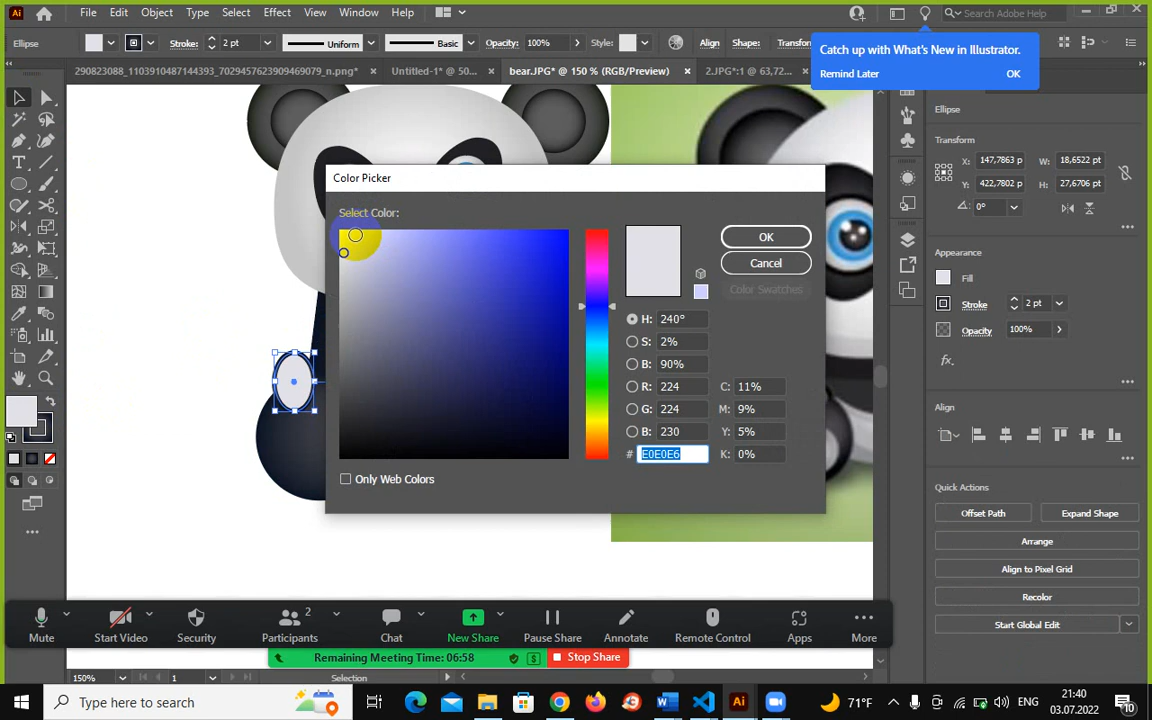 Ai File Edit Object Type Select Effect View Window Help Search Adobe Help
Ellipse Stroke: 2 pt Uniform Basic Opacity: 100% Style: Align Shape: Transform
Catch up with What's New in Illustrator.
Remind Later OK
290823088_1103910487144393_7029457623909469079_n.png* × Untitled-1* @ 50... × bear.JPG* @ 150 % (RGB/Preview) × 2.JPG*:1 @ 63,72...
Ellipse
Transform
X: 147,7863 p W: 18,6522 pt
Y: 422,7802 p H: 27,6706 pt
0°
Appearance
Fill
Stroke 2 pt
Opacity 100%
fx.
Align
Quick Actions
Offset Path Expand Shape
Arrange
Align to Pixel Grid
Recolor
Start Global Edit
Color Picker
Select Color:
OK
Cancel
Color Swatches
H: 240°
S: 2%
B: 90%
R: 224 C: 11%
G: 224 M: 9%
B: 230 Y: 5%
# E0E0E6 K: 0%
Only Web Colors
Mute Start Video Security Participants 2 Chat New Share Pause Share Annotate Remote Control Apps More
Remaining Meeting Time: 06:58 $ Stop Share
150% 1 Selection
Type here to search
71°F ENG 21:40
03.07.2022 10